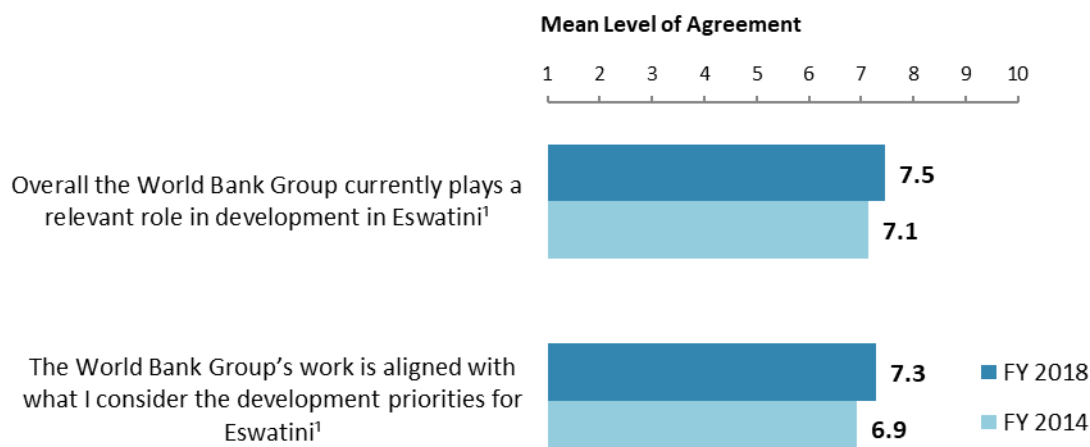 Mean Level of Agreement
1 2 3 4 5 6 7 8 9 10
Overall the World Bank Group currently plays a
relevant role in development in Eswatini¹
7.5
7.1
The World Bank Group’s work is aligned with
what I consider the development priorities for
Eswatini¹
7.3
6.9
FY 2018
FY 2014